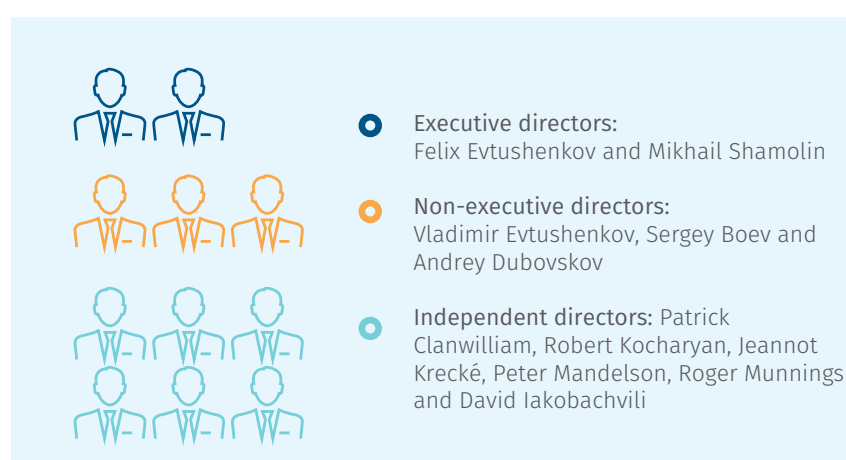 Executive directors:
Felix Evtushenkov and Mikhail Shamolin
Non-executive directors:
Vladimir Evtushenkov, Sergey Boev and
Andrey Dubovskov
Independent directors: Patrick
Clanwilliam, Robert Kocharyan, Jeannot
Krecké, Peter Mandelson, Roger Munnings
and David Iakobachvili